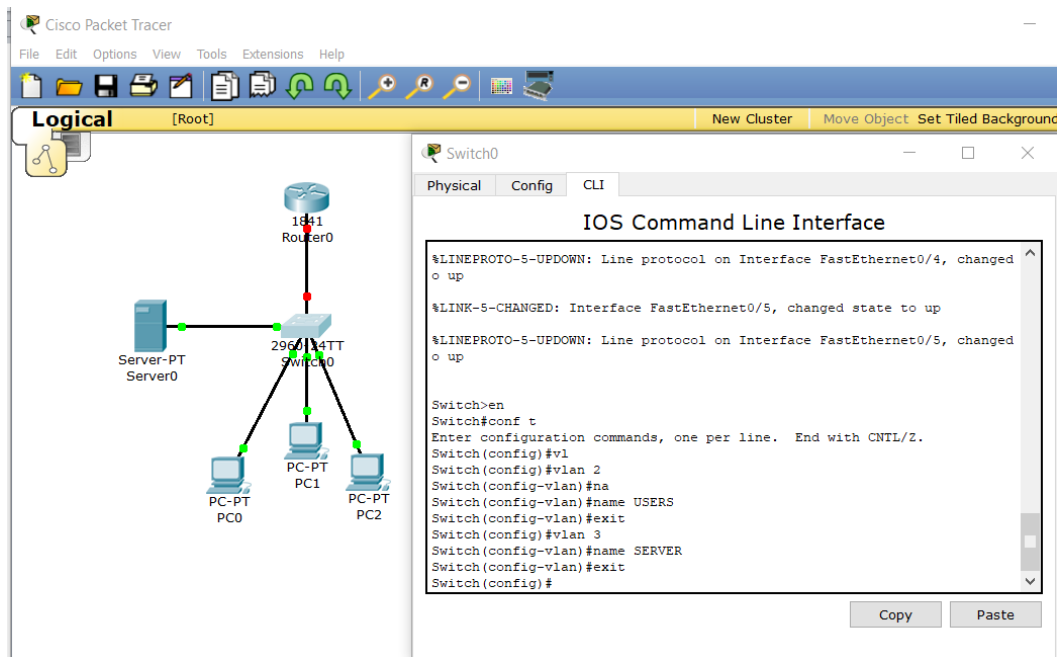 Cisco Packet Tracer
File Edit Options View Tools Extensions Help
Logical [Root] New Cluster Move Object Set Tiled Background
Switch0
Physical Config CLI
IOS Command Line Interface
%LINEPROTO-5-UPDOWN: Line protocol on Interface FastEthernet0/4, changed
o up
%LINK-5-CHANGED: Interface FastEthernet0/5, changed state to up
%LINEPROTO-5-UPDOWN: Line protocol on Interface FastEthernet0/5, changed
o up
Switch>en
Switch#conf t
Enter configuration commands, one per line. End with CNTL/Z.
Switch(config)#vl
Switch(config)#vlan 2
Switch(config-vlan)#na
Switch(config-vlan)#name USERS
Switch(config-vlan)#exit
Switch(config)#vlan 3
Switch(config-vlan)#name SERVER
Switch(config-vlan)#exit
Switch(config)#
Copy Paste
1841
Router0
2960-24TT
Switch0
Server-PT
Server0
PC-PT
PC1
PC-PT
PC0
PC-PT
PC2